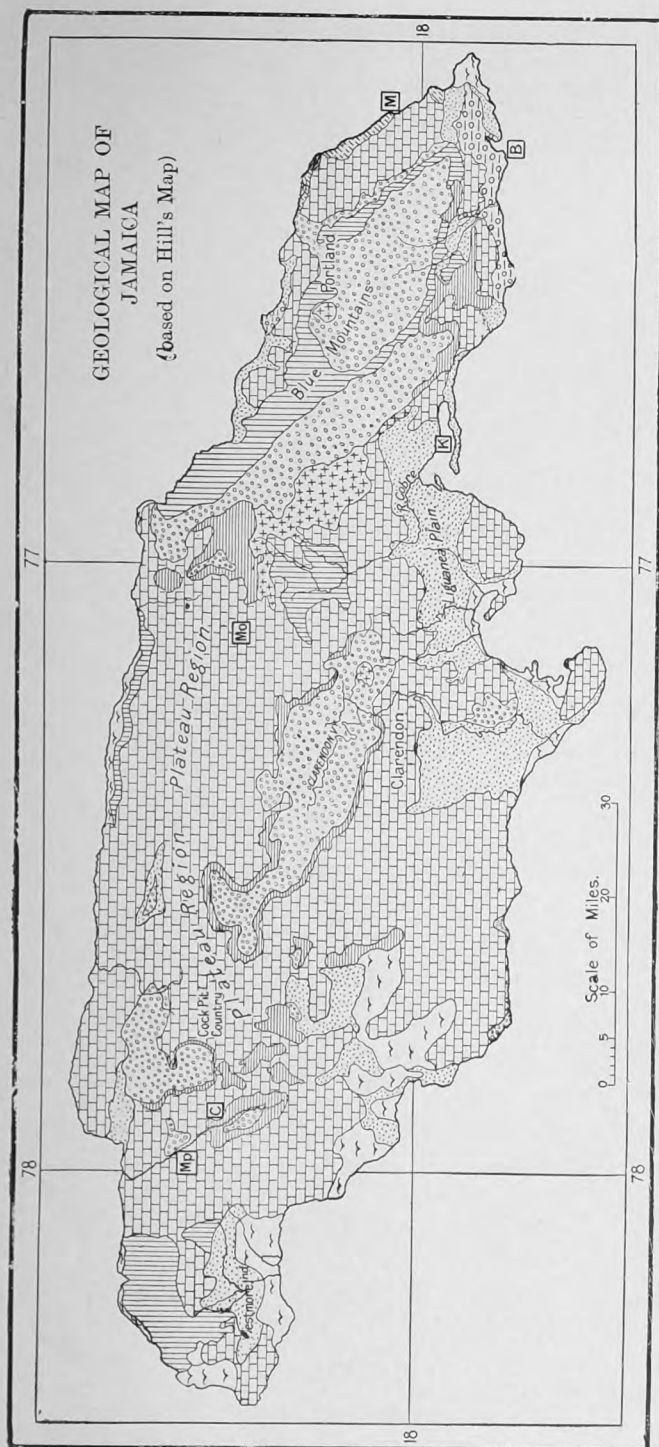 GEOLOGICAL MAP OF
JAMAICA
(based on Hill's Map)
78
77
18
18
78
77
M
B
K
Mo
C
Mp
Portland
Blue Mountains
R. Cobre
Liguanea Plain
Plateau Region
Plateau-Region
CLARENDON VY
Clarendon
Cock Pit
Country
Westmoreland
Scale of Miles.
0 5 10 20 30